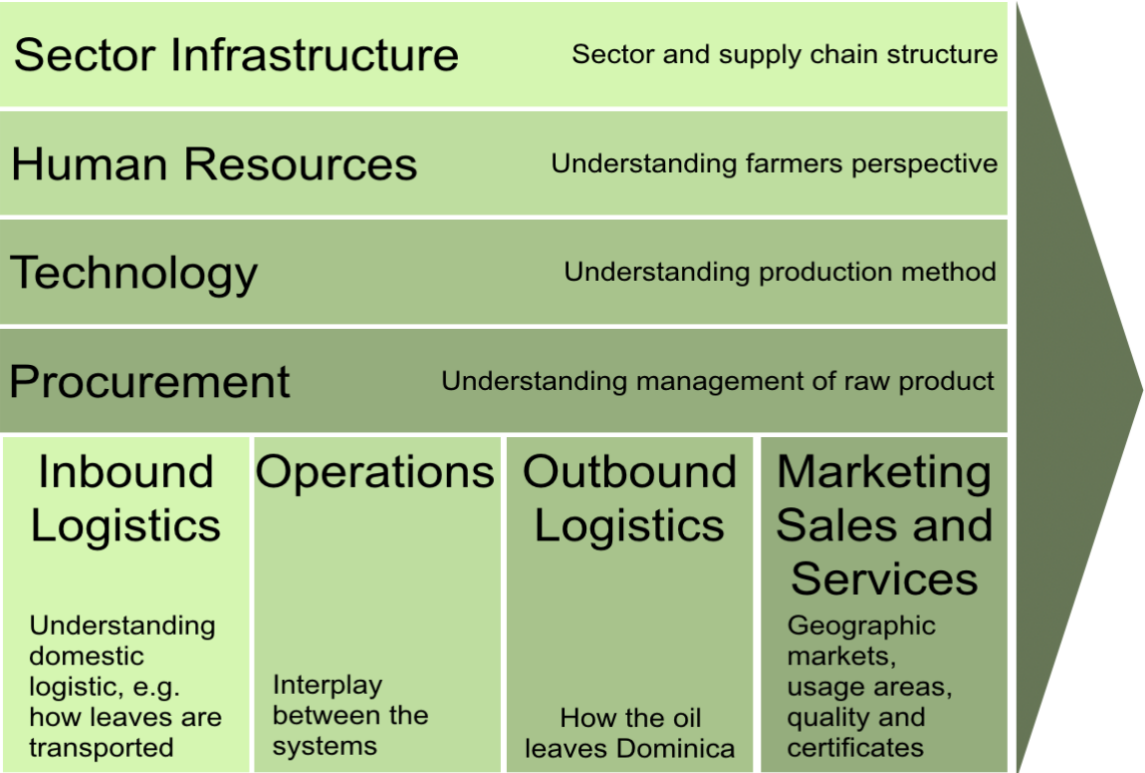 Sector Infrastructure
Sector and supply chain structure
Human Resources
Understanding farmers perspective
Technology
Understanding production method
Procurement
Understanding management of raw product
Inbound
Logistics
Understanding
domestic
logistic, e.g.
how leaves are
transported
Operations
Interplay
between the
systems
Outbound
Logistics
How the oil
leaves Dominica
Marketing
Sales and
Services
Geographic
markets,
usage areas,
quality and
certificates